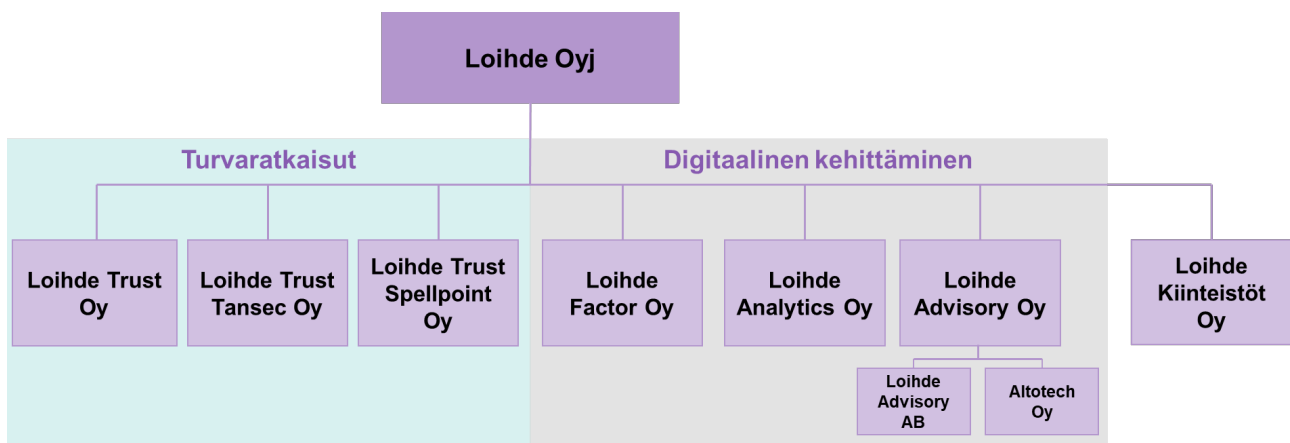 Loihde Oyj
Turvaratkaisut
Digitaalinen kehittäminen
Loihde Trust
Oy
Loihde Trust
Tansec Oy
Loihde Trust
Spellpoint
Oy
Loihde
Factor Oy
Loihde
Analytics Oy
Loihde
Advisory Oy
Loihde
Kiinteistöt
Oy
Loihde
Advisory
AB
Altotech
Oy